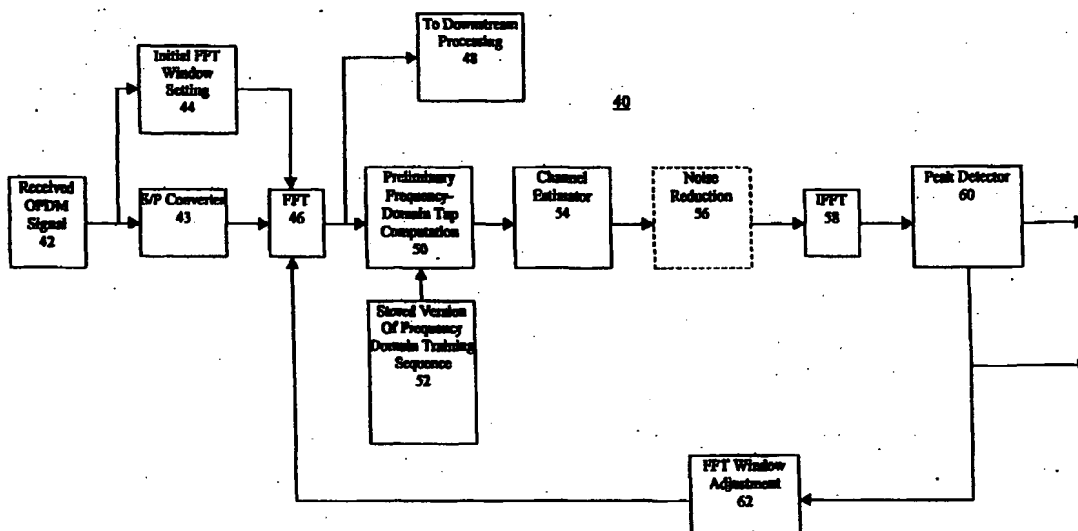 To Downstream
Processing
48
Initial FFT
Window
Setting
44
40
Received
OFDM
Signal
42
S/P Converter
43
FFT
46
Preliminary
Frequency-
Domain Tap
Computation
50
Channel
Estimator
54
Noise
Reduction
56
IFFT
58
Peak Detector
60
Stored Version
Of Frequency
Domain Training
Sequence
52
FFT Window
Adjustment
62